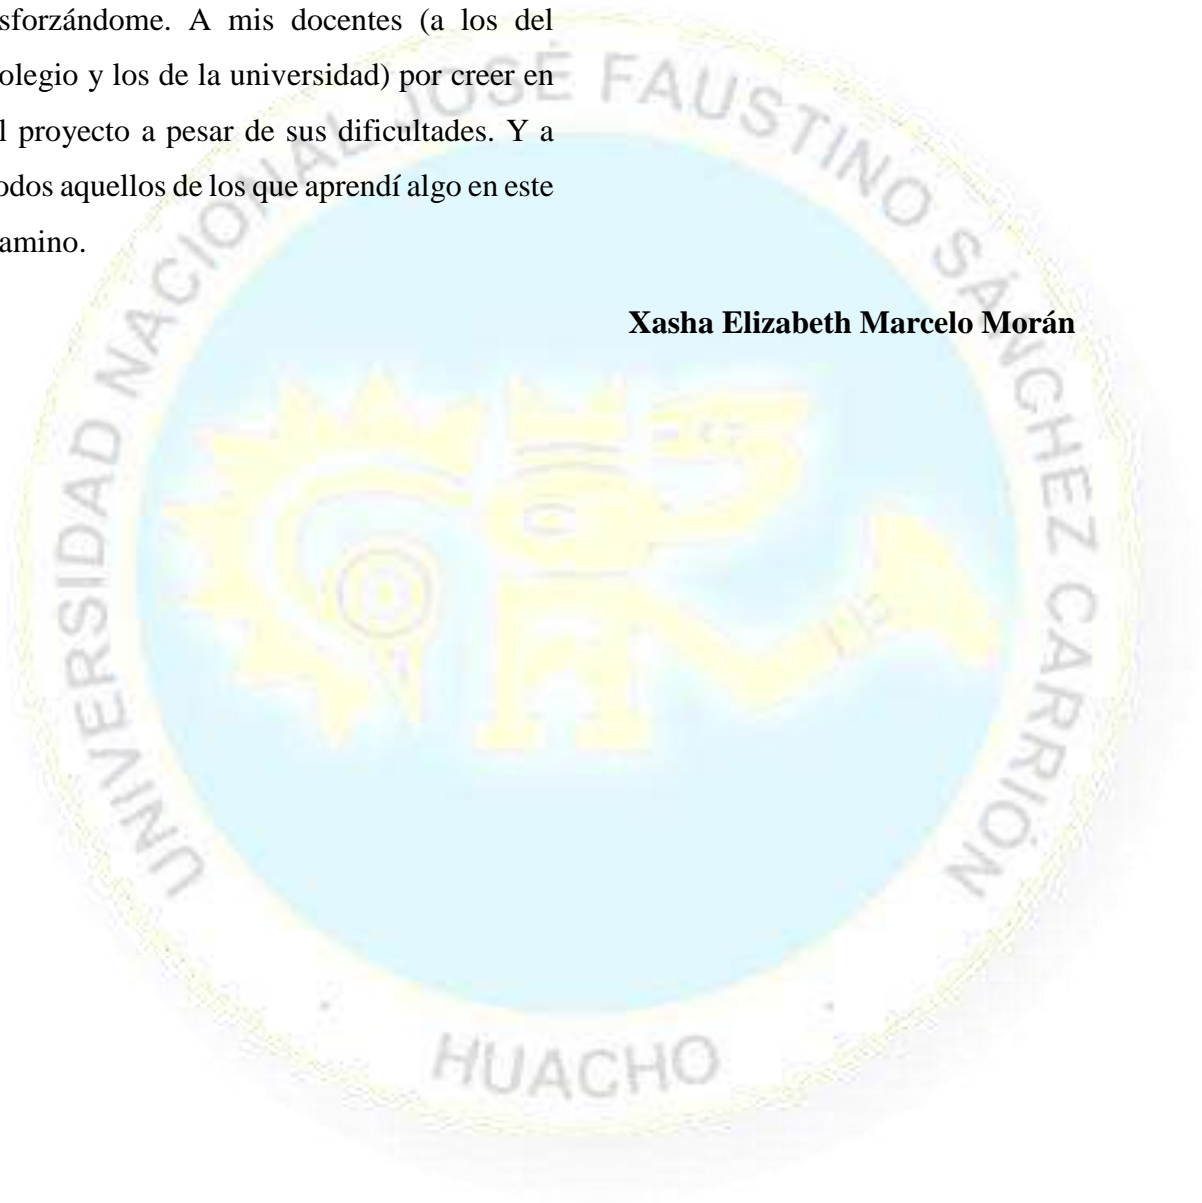 sforzándome. A mis docentes (a los del
olegio y los de la universidad) por creer en
l proyecto a pesar de sus dificultades. Y a
odos aquellos de los que aprendí algo en este
amino.
Xasha Elizabeth Marcelo Morán
UNIVERSIDAD NACIONAL JOSÉ FAUSTINO SÁNCHEZ CARRIÓN
HUACHO